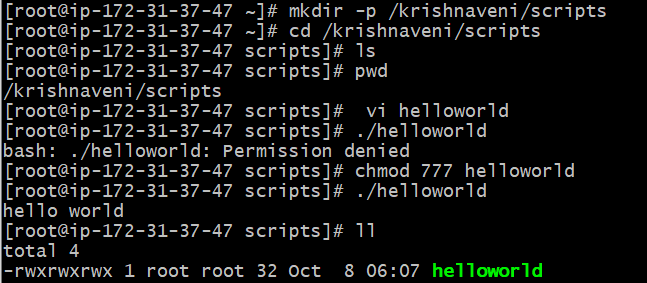 [root@ip-172-31-37-47 ~]# mkdir -p /krishnaveni/scripts
[root@ip-172-31-37-47 ~]# cd /krishnaveni/scripts
[root@ip-172-31-37-47 scripts]# ls
[root@ip-172-31-37-47 scripts]# pwd
/krishnaveni/scripts
[root@ip-172-31-37-47 scripts]#  vi helloworld
[root@ip-172-31-37-47 scripts]# ./helloworld
bash: ./helloworld: Permission denied
[root@ip-172-31-37-47 scripts]# chmod 777 helloworld
[root@ip-172-31-37-47 scripts]# ./helloworld
hello world
[root@ip-172-31-37-47 scripts]# ll
total 4
-rwxrwxrwx 1 root root 32 Oct  8 06:07 helloworld